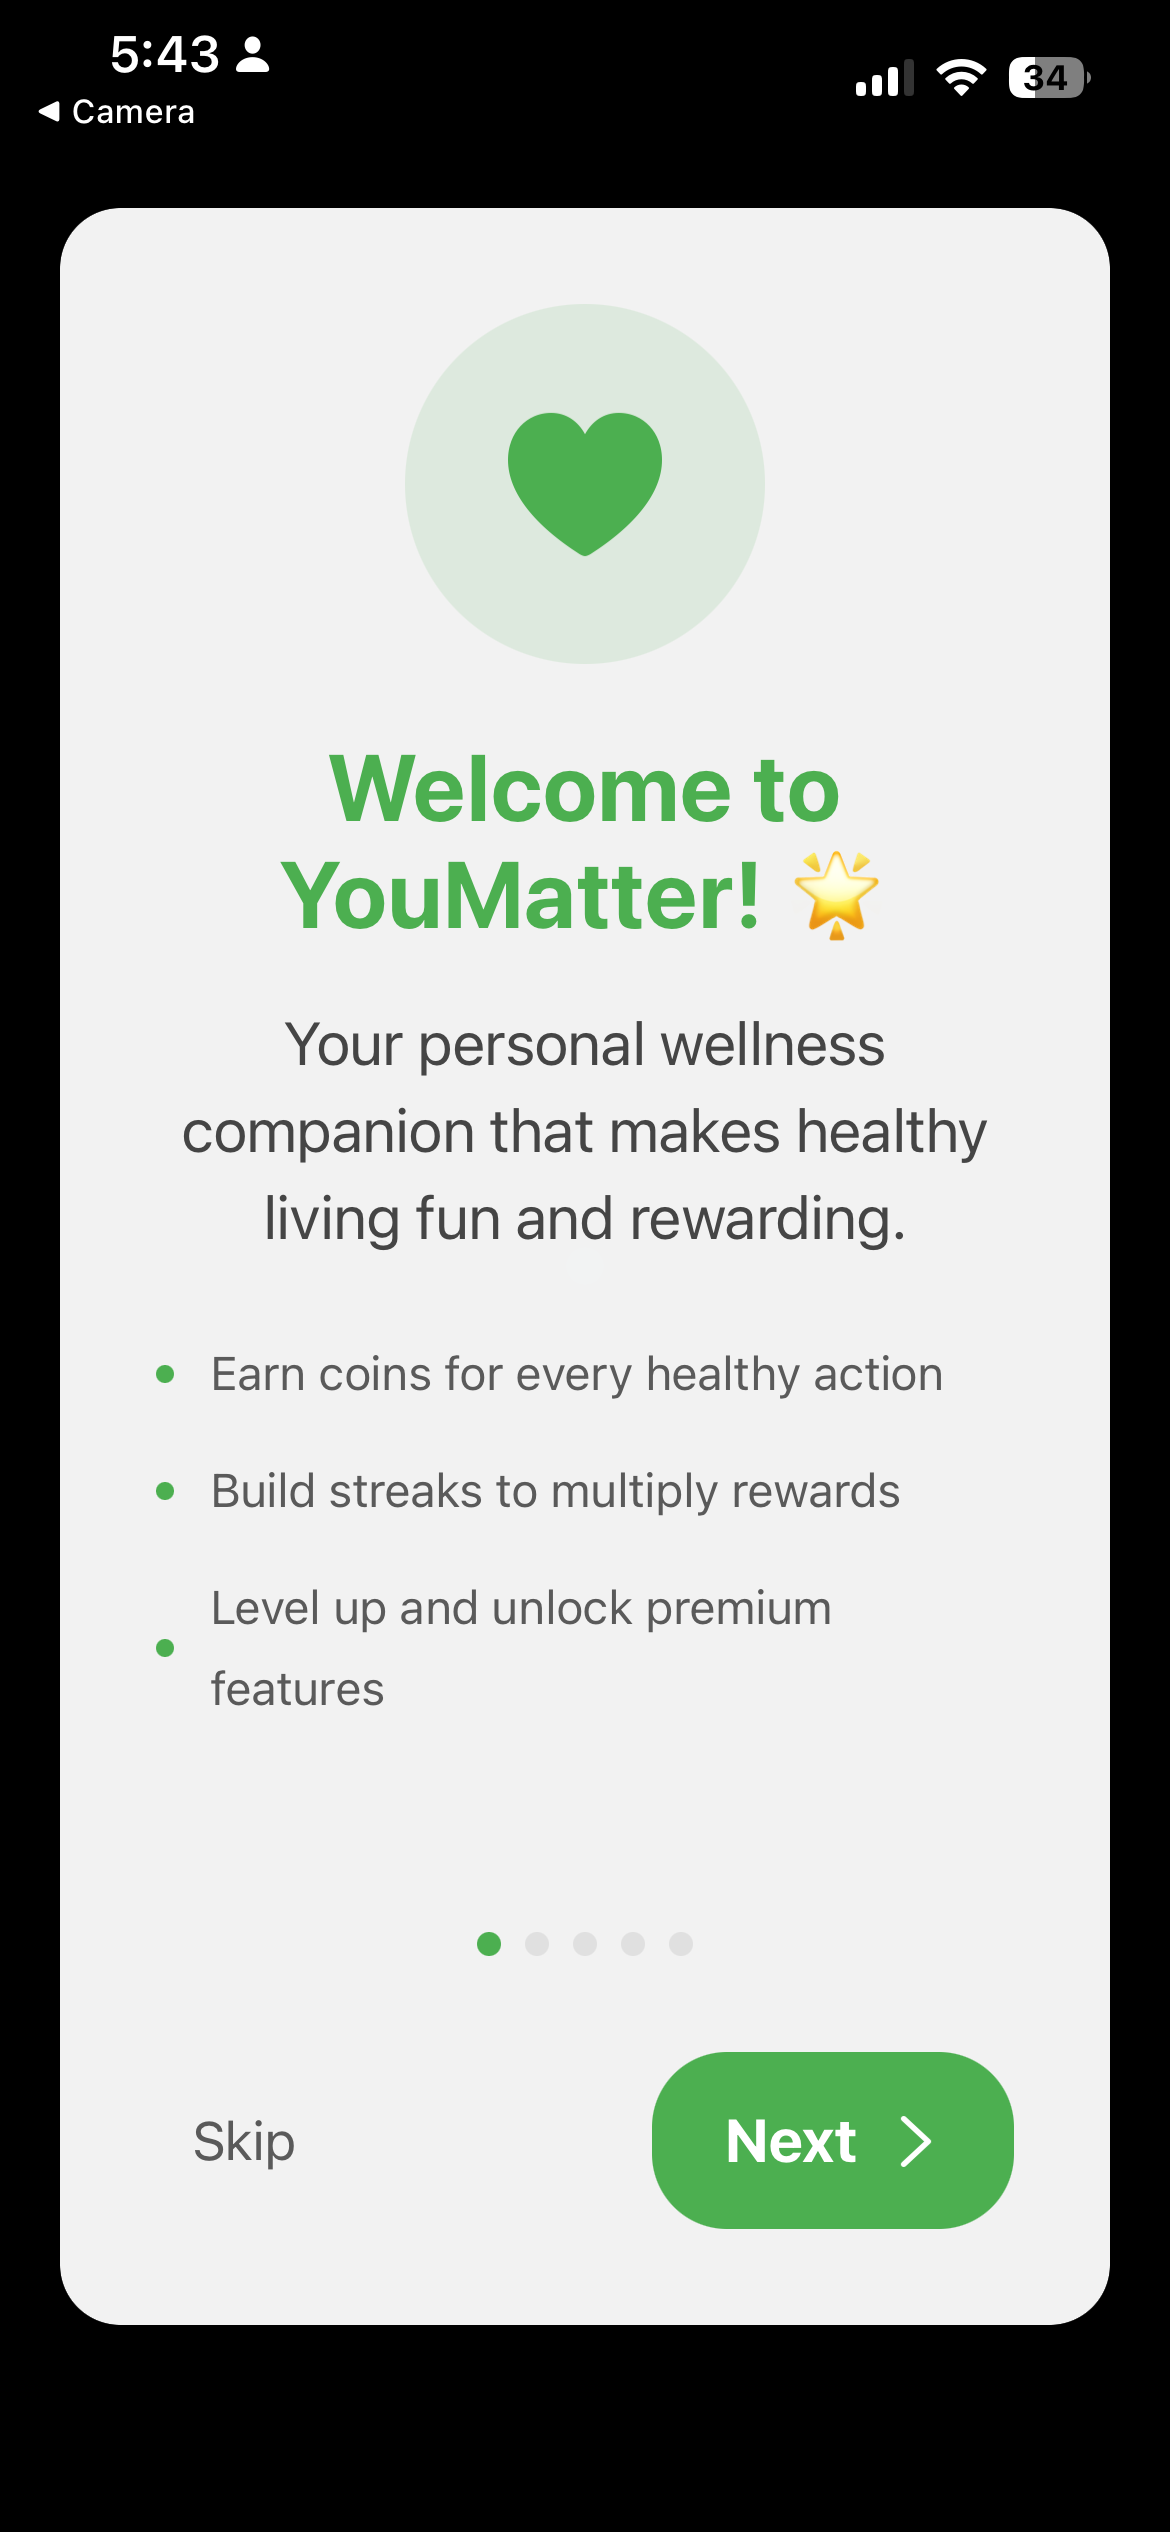 5:43
34
Camera
Welcome to
YouMatter! 🌟
Your personal wellness
companion that makes healthy
living fun and rewarding.
Earn coins for every healthy action
Build streaks to multiply rewards
Level up and unlock premium
features
Skip
Next